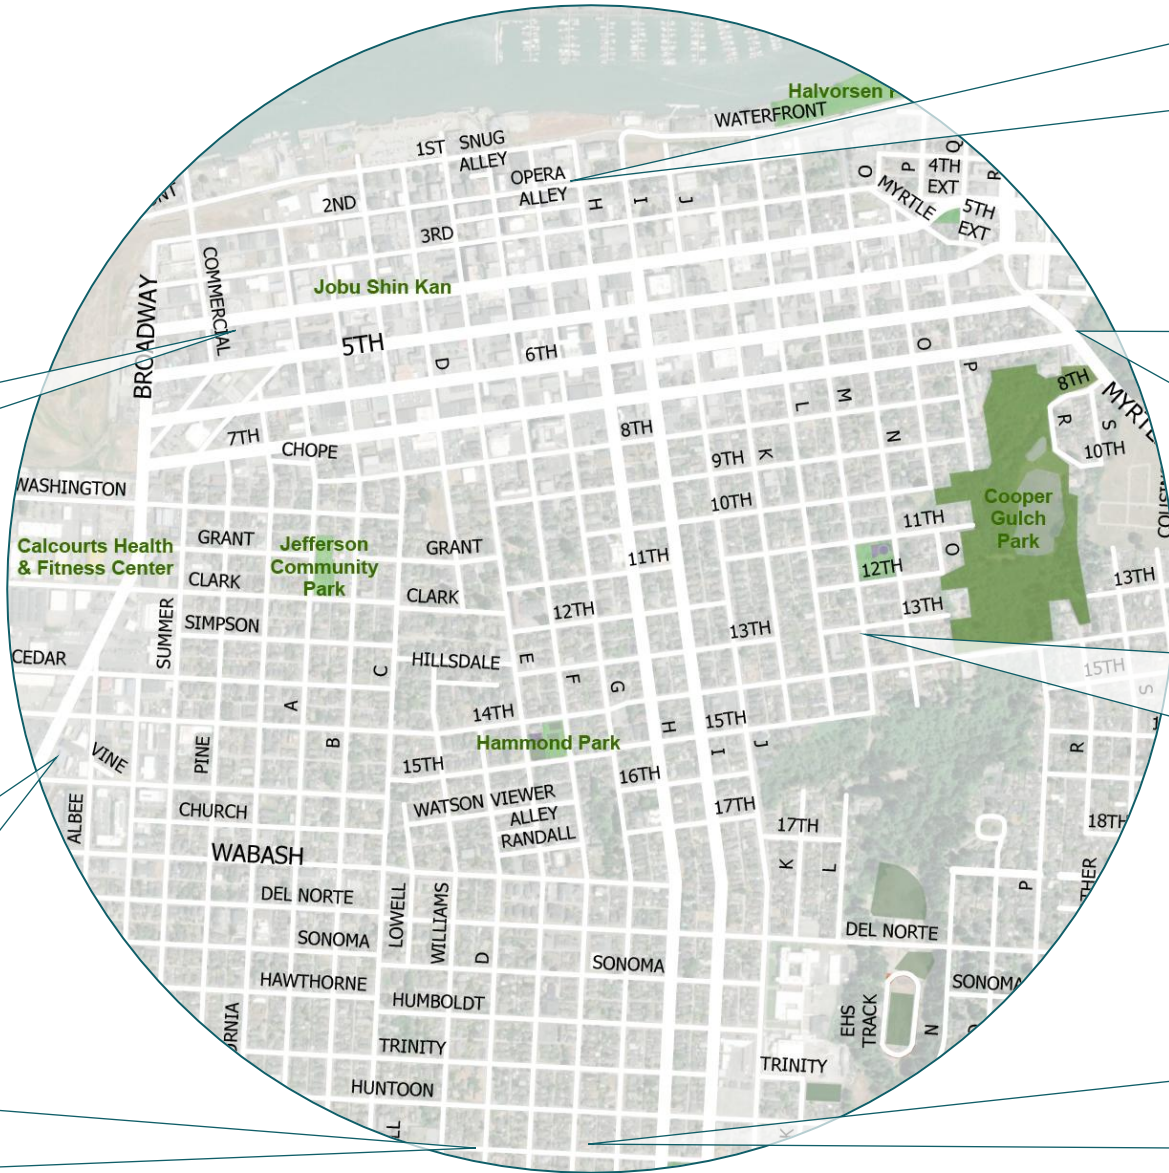 Halvorsen
WATERFRONT
1ST
SNUG
ALLEY
OPERA
ALLEY
2ND
3RD
H
I
J
O
P
Q
R
4TH
EXT
MYRTLE
5TH
EXT
COMMERCIAL
BROADWAY
Jobu Shin Kan
5TH
D
6TH
O
P
8TH
MYRTL
L
M
N
K
R
S
10TH
7TH
CHOPE
8TH
9TH
10TH
WASHINGTON
Cooper
Gulch
Park
11TH
Calcourts Health
& Fitness Center
GRANT
Jefferson
Community
Park
GRANT
11TH
12TH
O
CLARK
CLARK
12TH
13TH
13TH
SUMMER
SIMPSON
13TH
CEDAR
C
HILLSDALE
E
F
G
15TH
S
A
B
14TH
H
15TH
I
J
Hammond Park
VINE
PINE
15TH
16TH
R
WATSON
VIEWER
ALLEY
RANDALL
17TH
17TH
18TH
ALBEE
CHURCH
WABASH
K
L
P
THER
DEL NORTE
LOWELL
WILLIAMS
D
DEL NORTE
SONOMA
SONOMA
HAWTHORNE
HUMBOLDT
SONOMA
EHS
TRACK
N
RNIA
TRINITY
TRINITY
HUNTOON
LL
K